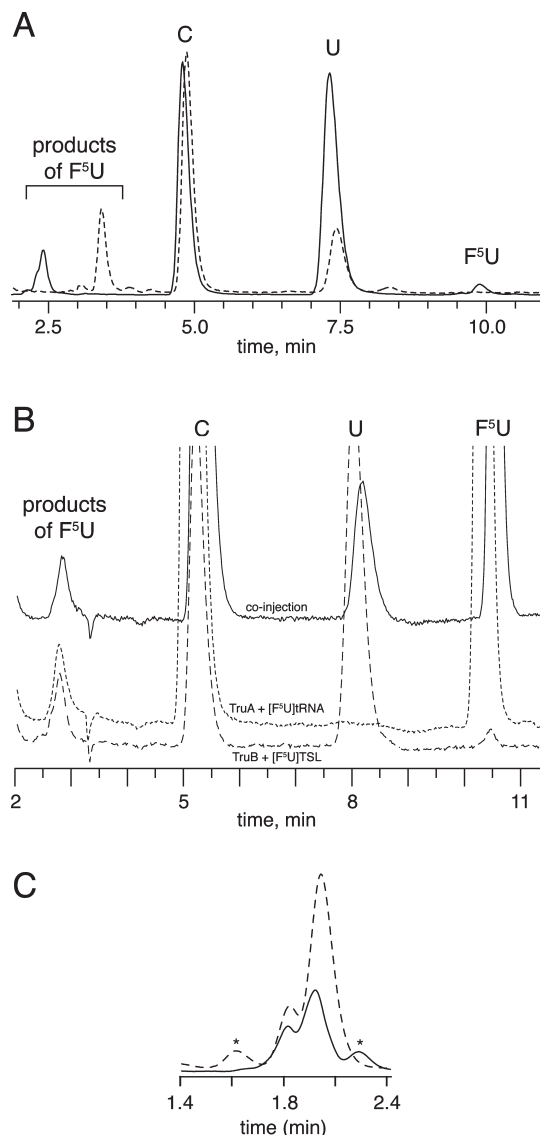 A
C
U
products
of F⁵U
F⁵U
2.5 5.0 7.5 10.0
time, min
B
C
U
F⁵U
products
of F⁵U
co-injection
TruA + [F⁵U]tRNA
TruB + [F⁵U]TSL
2 5 8 11
time, min
C
* *
1.4 1.8 2.4
time (min)